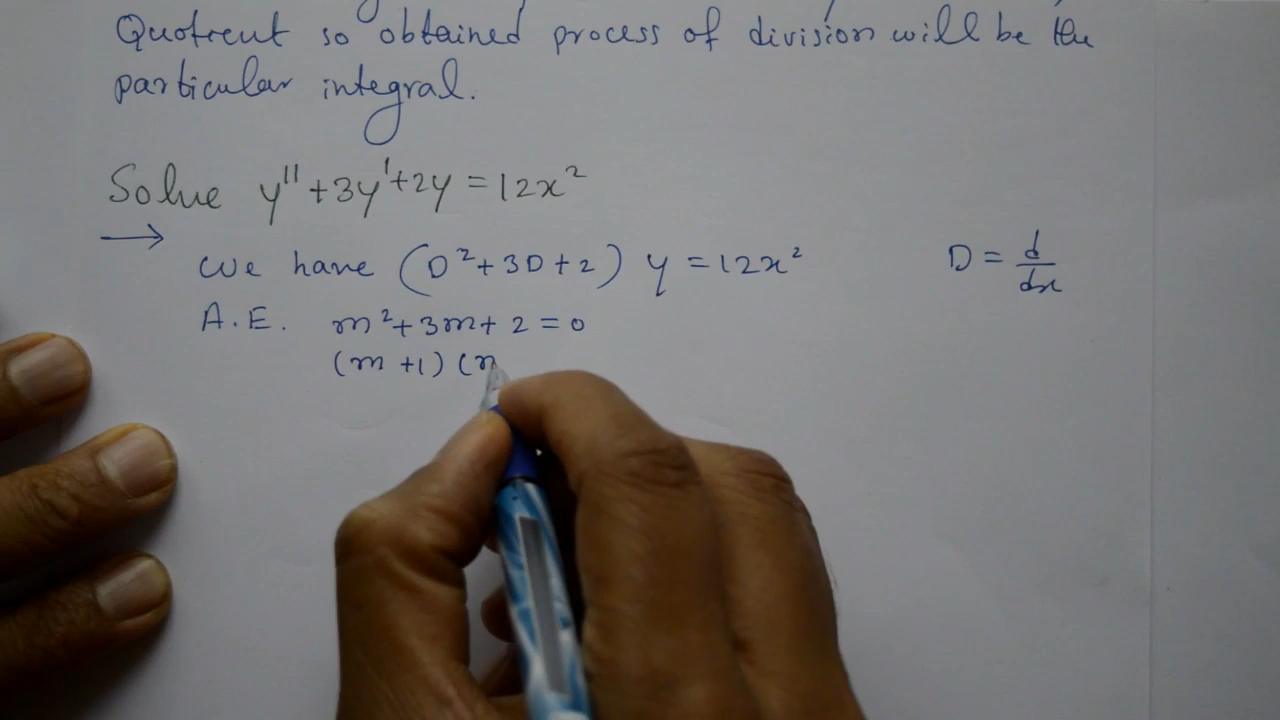 Quotient so obtained process of division will be the
particular integral.
Solve y'' + 3y' + 2y = 12x²
→
We have (D² + 3D + 2) y = 12x²
D = d/dx
A.E. m² + 3m + 2 = 0
(m + 1) (m